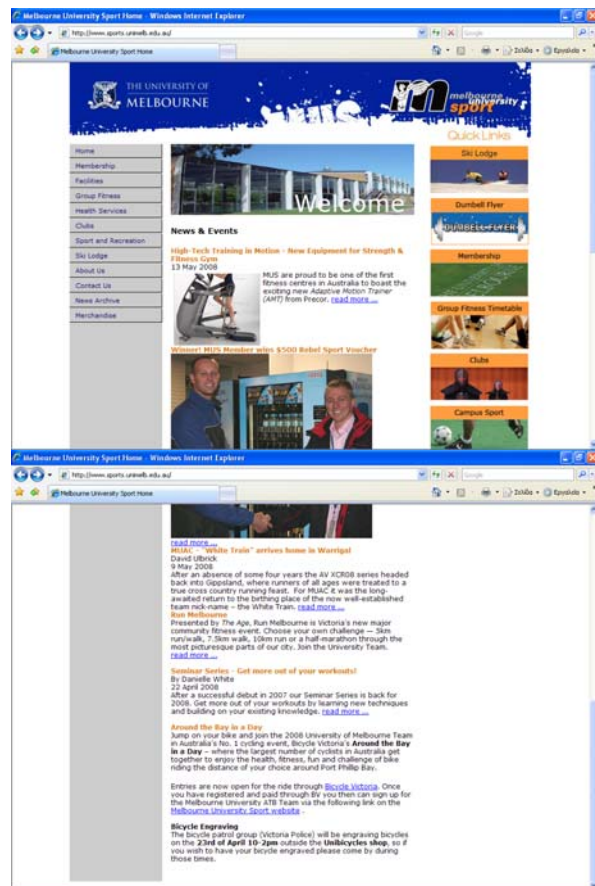 Melbourne University Sport Home - Windows Internet Explorer
http://www.sports.unimelb.edu.au/
Google
Melbourne University Sport Home
Σελίδα
Εργαλεία
THE UNIVERSITY OF
MELBOURNE
MUS
m
melbourne
university
sport
Quick Links
Home
Membership
Facilities
Group Fitness
Health Services
Clubs
Sport and Recreation
Ski Lodge
About Us
Contact Us
News Archive
Merchandise
Welcome
News & Events
High-Tech Training in Motion - New Equipment for Strength &
Fitness Gym
13 May 2008
MUS are proud to be one of the first
fitness centres in Australia to boast the
exciting new Adaptive Motion Trainer
(AMT) from Precor. read more ...
Winner! MUS Member wins $500 Rebel Sport Voucher
Ski Lodge
Dumbell Flyer
DUMBELL FLYER
Membership
Group Fitness Timetable
Clubs
Campus Sport
Melbourne University Sport Home - Windows Internet Explorer
http://www.sports.unimelb.edu.au/
Google
Melbourne University Sport Home
Σελίδα
Εργαλεία
read more ...
MUAC - "White Train" arrives home in Warrigal
David Ulbrick
9 May 2008
After an absence of some four years the AV XCR08 series headed
back into Gippsland, where runners of all ages were treated to a
true cross country running feast. For MUAC it was the long-
awaited return to the birthing place of the now well-established
team nick-name – the White Train. read more ...
Run Melbourne
Presented by The Age, Run Melbourne is Victoria's new major
community fitness event. Choose your own challenge — 5km
run/walk, 7.5km walk, 10km run or a half-marathon through the
most picturesque parts of our city. Join the University Team.
read more ...
Seminar Series - Get more out of your workouts!
By Danielle White
22 April 2008
After a successful debut in 2007 our Seminar Series is back for
2008. Get more out of your workouts by learning new techniques
and building on your existing knowledge. read more ...
Around the Bay in a Day
Jump on your bike and join the 2008 University of Melbourne Team
in Australia's No. 1 cycling event, Bicycle Victoria's Around the Bay
in a Day – where the largest number of cyclists in Australia get
together to enjoy the health, fitness, fun and challenge of bike
riding the distance of your choice around Port Phillip Bay.
Entries are now open for the ride through Bicycle Victoria. Once
you have registered and paid through BV you then can sign up for
the Melbourne University ATB Team via the following link on the
Melbourne University Sport website .
Bicycle Engraving
The bicycle patrol group (Victoria Police) will be engraving bicycles
on the 23rd of April 10-2pm outside the Unibicycles shop, so if
you wish to have your bicycle engraved please come by during
those times.